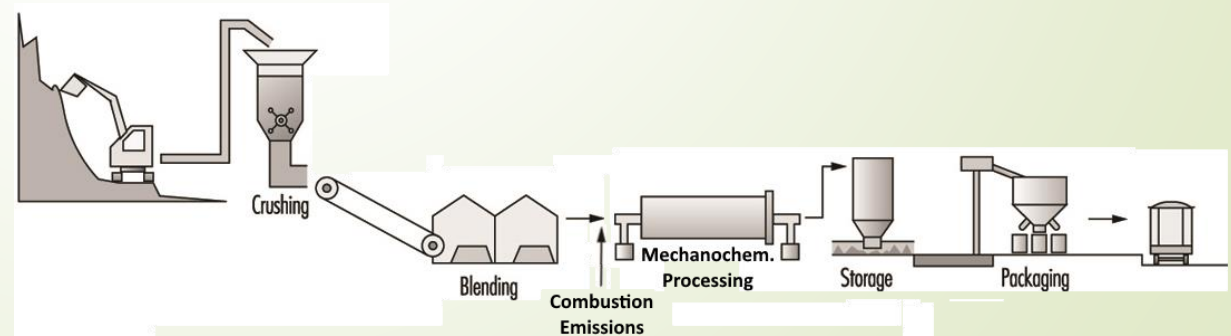 Crushing
Blending
Combustion
Emissions
Mechanochem.
Processing
Storage
Packaging